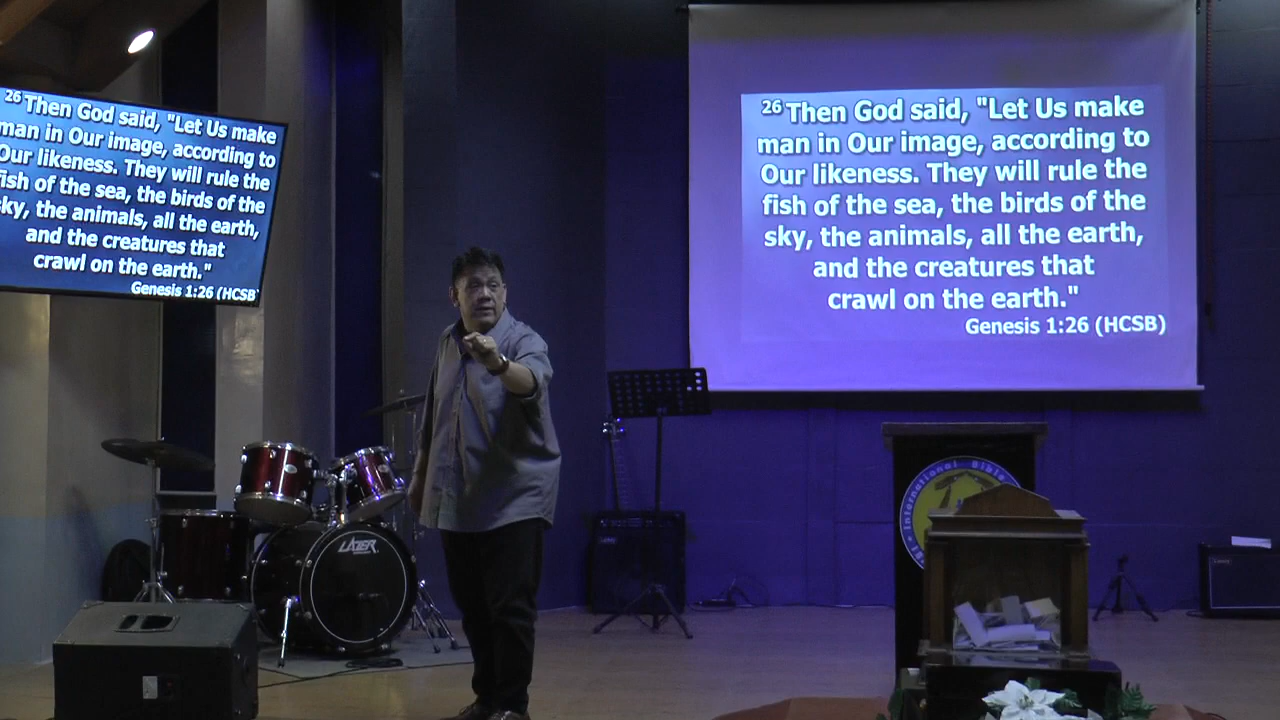 26 Then God said, "Let Us make
man in Our image, according to
Our likeness. They will rule the
fish of the sea, the birds of the
sky, the animals, all the earth,
and the creatures that
crawl on the earth."
Genesis 1:26 (HCSB
26 Then God said, "Let Us make
man in Our image, according to
Our likeness. They will rule the
fish of the sea, the birds of the
sky, the animals, all the earth,
and the creatures that
crawl on the earth."
Genesis 1:26 (HCSB)
LAZER
International Bible